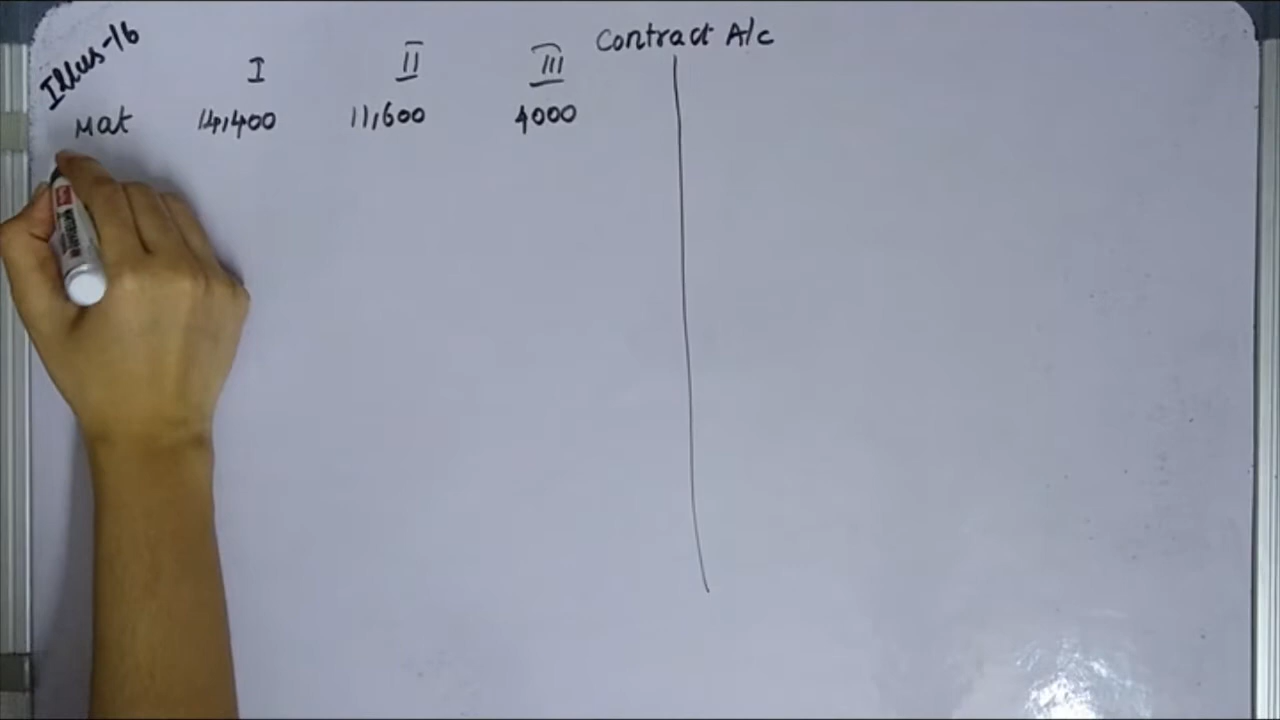 Illus-16
Contract A/c
I II III
Mat 14,400 11,600 4000